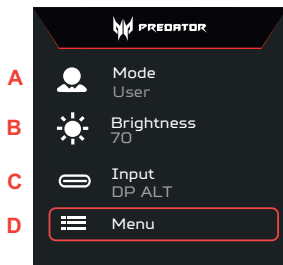 PREDATOR
A
Mode
User
B
Brightness
70
C
Input
DP ALT
D
Menu